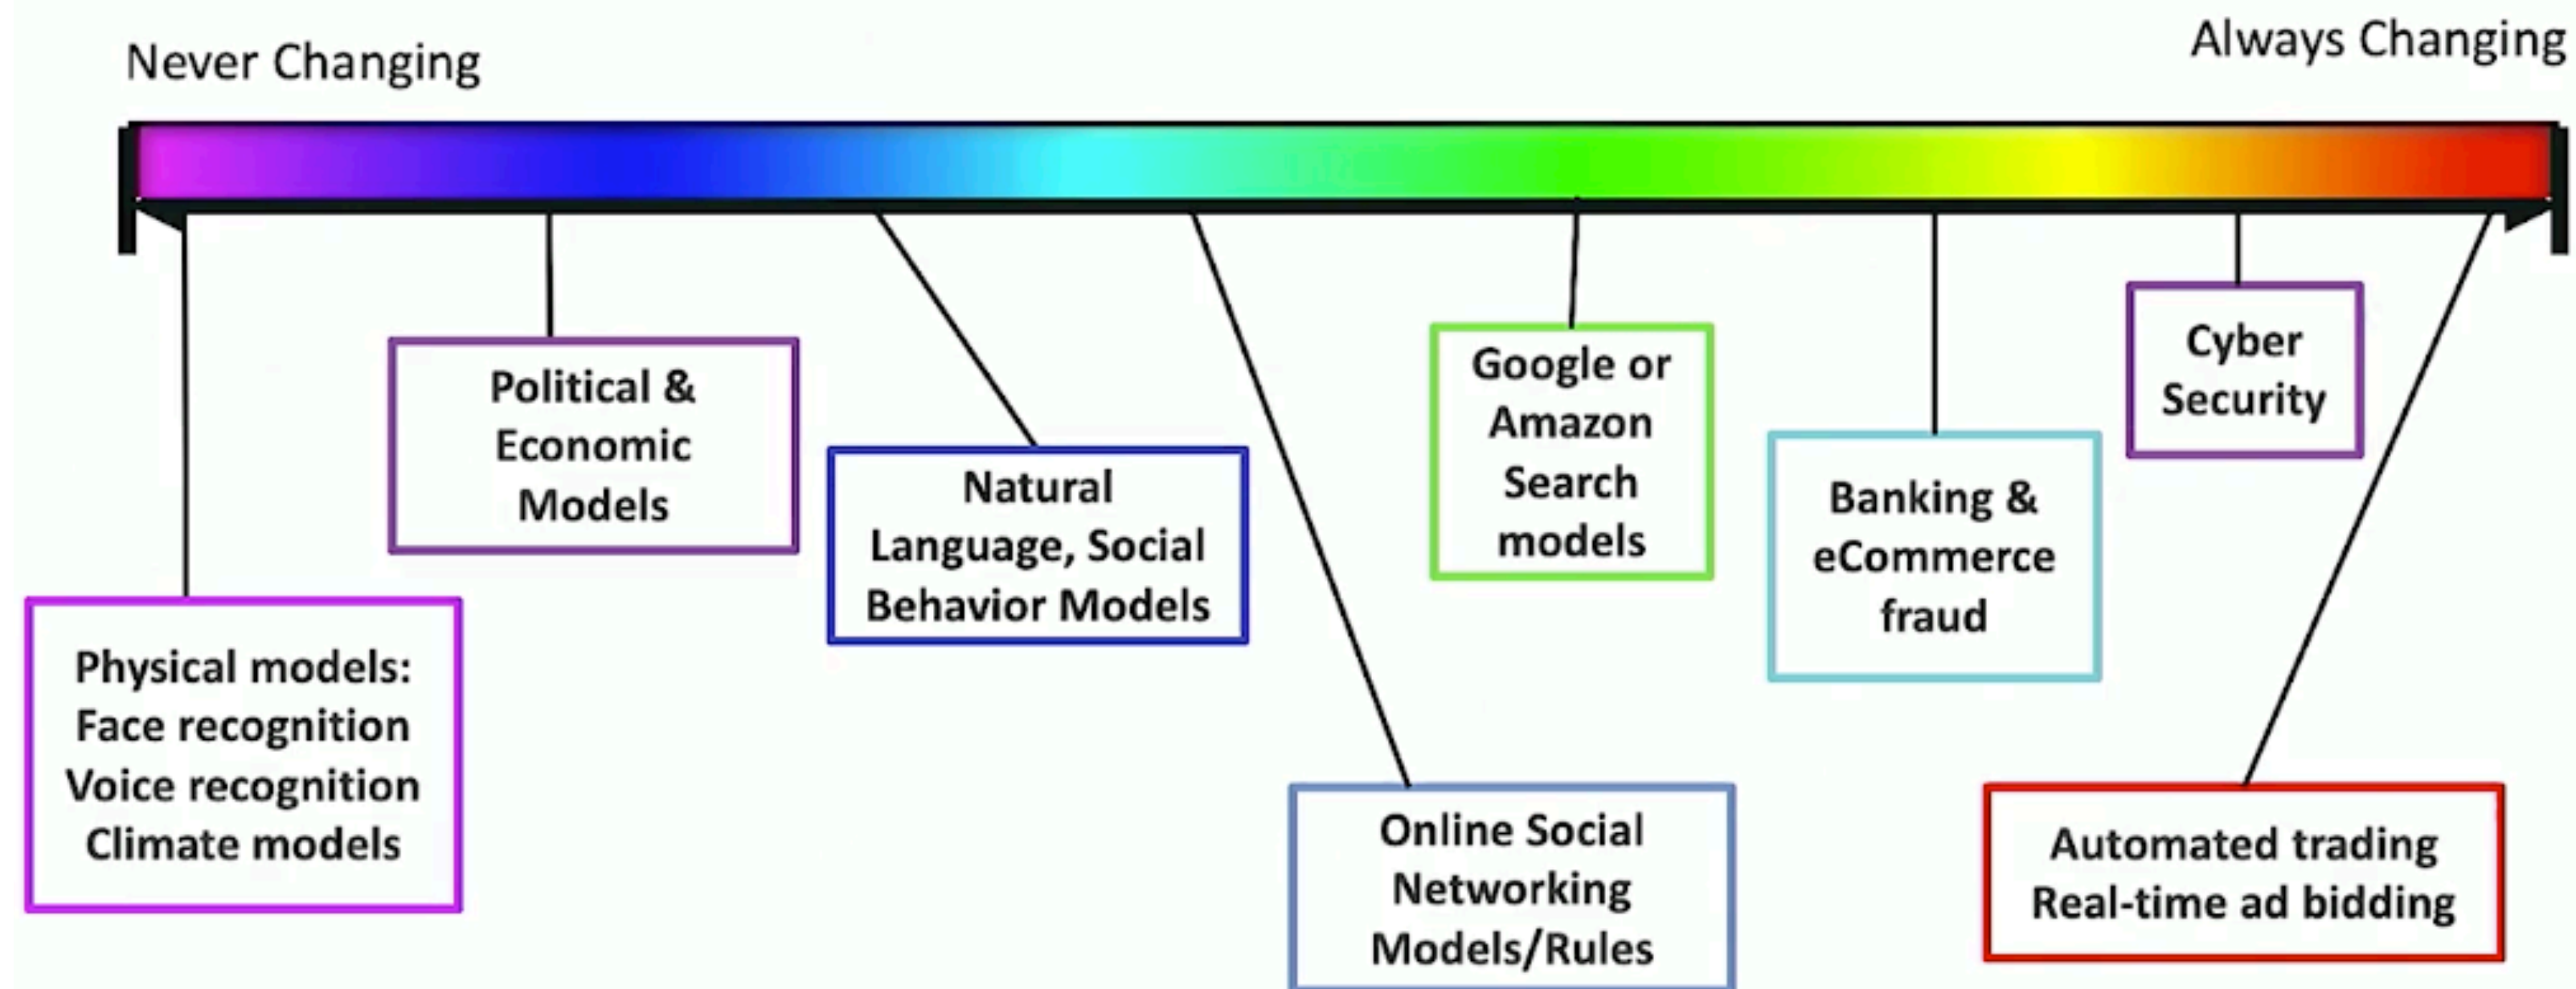 Never Changing
Always Changing
Physical models:
Face recognition
Voice recognition
Climate models
Political &
Economic
Models
Natural
Language, Social
Behavior Models
Online Social
Networking
Models/Rules
Google or
Amazon
Search
models
Banking &
eCommerce
fraud
Cyber
Security
Automated trading
Real-time ad bidding